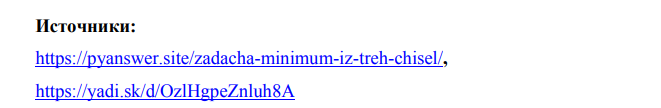 Источники:
https://pyanswer.site/zadacha-minimum-iz-treh-chisel/,
https://yadi.sk/d/OzlHgpeZnluh8A